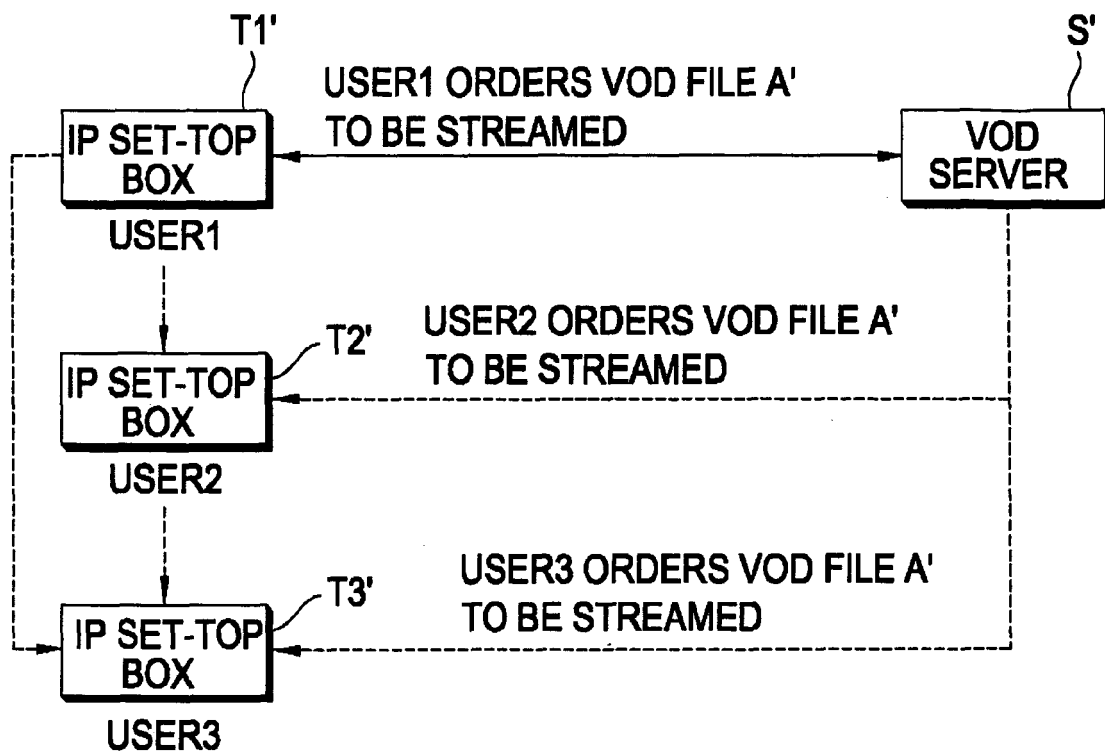 T1'
S'
USER1 ORDERS VOD FILE A'
TO BE STREAMED
IP SET-TOP
BOX
VOD
SERVER
USER1
USER2 ORDERS VOD FILE A'
TO BE STREAMED
T2'
IP SET-TOP
BOX
USER2
USER3 ORDERS VOD FILE A'
TO BE STREAMED
T3'
IP SET-TOP
BOX
USER3